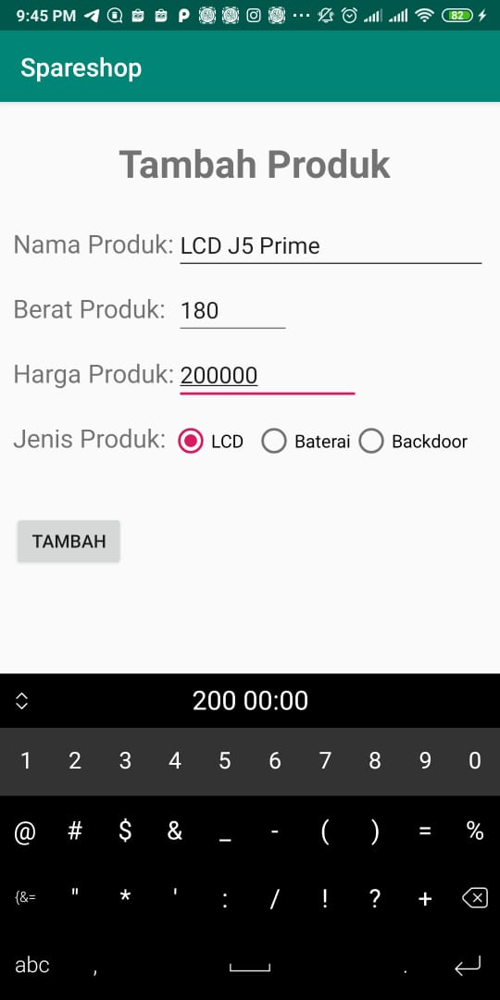 9:45 PM 82
Spareshop
Tambah Produk
Nama Produk: LCD J5 Prime
Berat Produk: 180
Harga Produk: 200000
Jenis Produk: LCD Baterai Backdoor
TAMBAH
200 00:00
1 2 3 4 5 6 7 8 9 0
@ # $ & _ - ( ) = %
{&= " * ' : / ! ? +
abc , .